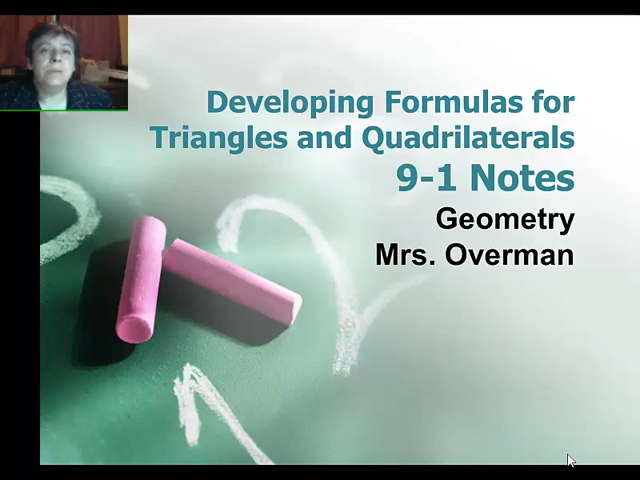 Developing Formulas for
Triangles and Quadrilaterals
9-1 Notes
Geometry
Mrs. Overman